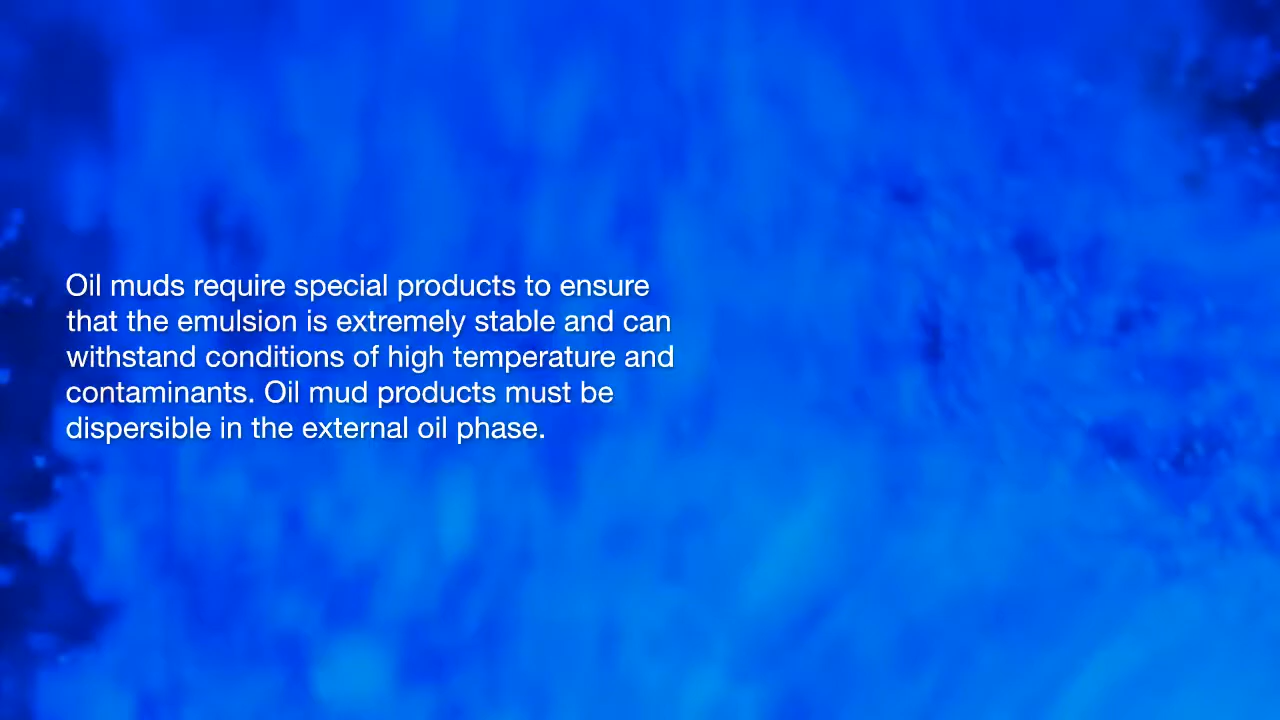 Oil muds require special products to ensure
that the emulsion is extremely stable and can
withstand conditions of high temperature and
contaminants. Oil mud products must be
dispersible in the external oil phase.